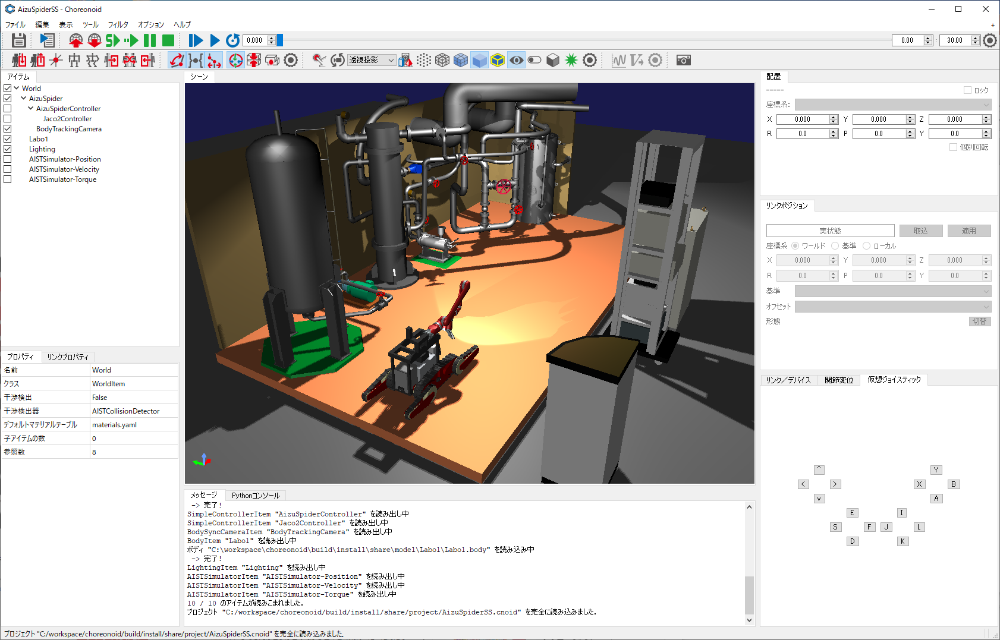 AizuSpiderSS - Choreonoid
ファイル 編集 表示 ツール フィルタ オプション ヘルプ
0.000 0.00 : 30.00
透視投影
アイテム
World
AizuSpider
AizuSpiderController
Jaco2Controller
BodyTrackingCamera
Labo1
Lighting
AISTSimulator-Position
AISTSimulator-Velocity
AISTSimulator-Torque
プロパティ リンクプロパティ
名前 World
クラス WorldItem
干渉検出 False
干渉検出器 AISTCollisionDetector
デフォルトマテリアルテーブル materials.yaml
子アイテムの数 0
参照数 8
シーン
メッセージ Pythonコンソール
-> 完了!
SimpleControllerItem "AizuSpiderController" を読み出し中
SimpleControllerItem "Jaco2Controller" を読み出し中
BodySyncCameraItem "BodyTrackingCamera" を読み出し中
BodyItem "Labo1" を読み出し中
ボディ "C:\workspace\choreonoid\build\install\share\model\Labo1\Labo1.body" を読み込み中
-> 完了!
LightingItem "Lighting" を読み出し中
AISTSimulatorItem "AISTSimulator-Position" を読み出し中
AISTSimulatorItem "AISTSimulator-Velocity" を読み出し中
AISTSimulatorItem "AISTSimulator-Torque" を読み出し中
10 / 10 のアイテムが読みこまれました.
プロジェクト "C:/workspace/choreonoid/build/install/share/project/AizuSpiderSS.cnoid" を完全に読み込みました.
配置
----- ロック
座標系:
X 0.000 Y 0.000 Z 0.000
R 0.0 P 0.0 Y 0.0
個別回転
リンクポジション
実状態 取込 適用
座標系 ワールド 基準 ローカル
X 0.000 Y 0.000 Z 0.000
R 0.0 P 0.0 Y 0.0
基準
オフセット
形態 切替
リンク／デバイス 関節変位 仮想ジョイスティック
^ Y
< > X B
v A
E I
S F J L
D K
プロジェクト "C:/workspace/choreonoid/build/install/share/project/AizuSpiderSS.cnoid" を完全に読み込みました.